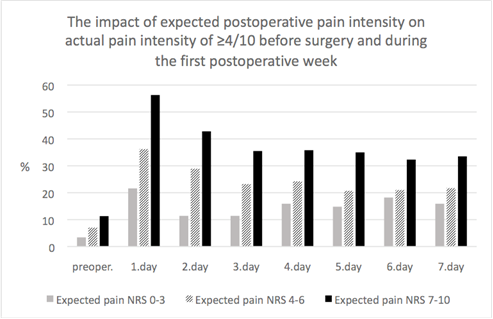 The impact of expected postoperative pain intensity on
actual pain intensity of ≥4/10 before surgery and during
the first postoperative week
60
50
40
30
20
10
0
%
preoper. 1.day 2.day 3.day 4.day 5.day 6.day 7.day
Expected pain NRS 0-3 Expected pain NRS 4-6 Expected pain NRS 7-10